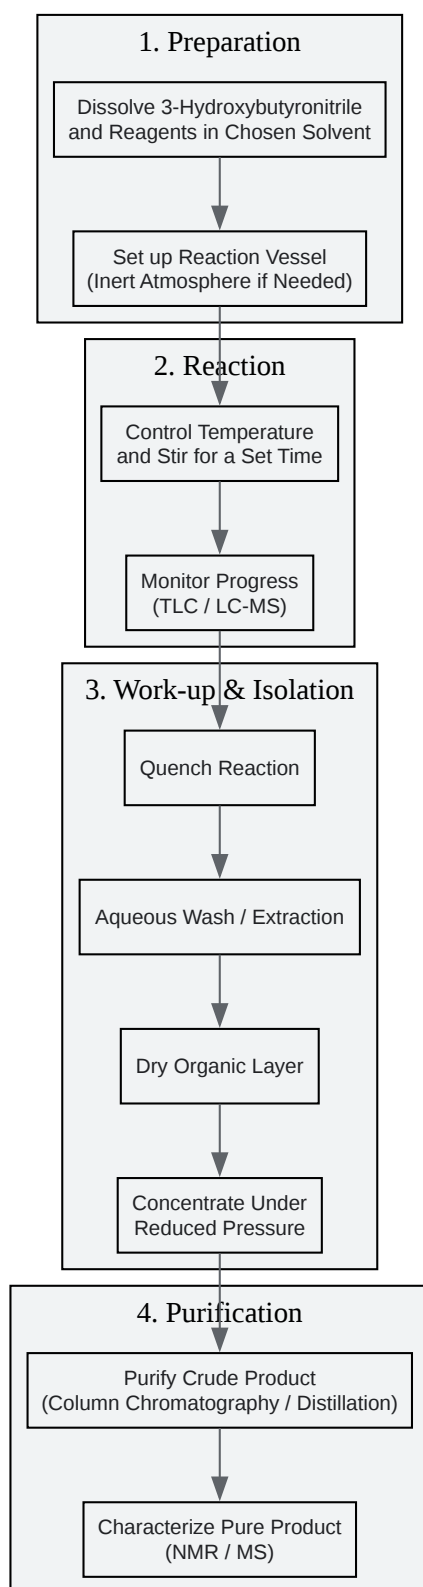 1. Preparation
Dissolve 3-Hydroxybutyronitrile
and Reagents in Chosen Solvent
Set up Reaction Vessel
(Inert Atmosphere if Needed)
2. Reaction
Control Temperature
and Stir for a Set Time
Monitor Progress
(TLC / LC-MS)
3. Work-up & Isolation
Quench Reaction
Aqueous Wash / Extraction
Dry Organic Layer
Concentrate Under
Reduced Pressure
4. Purification
Purify Crude Product
(Column Chromatography / Distillation)
Characterize Pure Product
(NMR / MS)